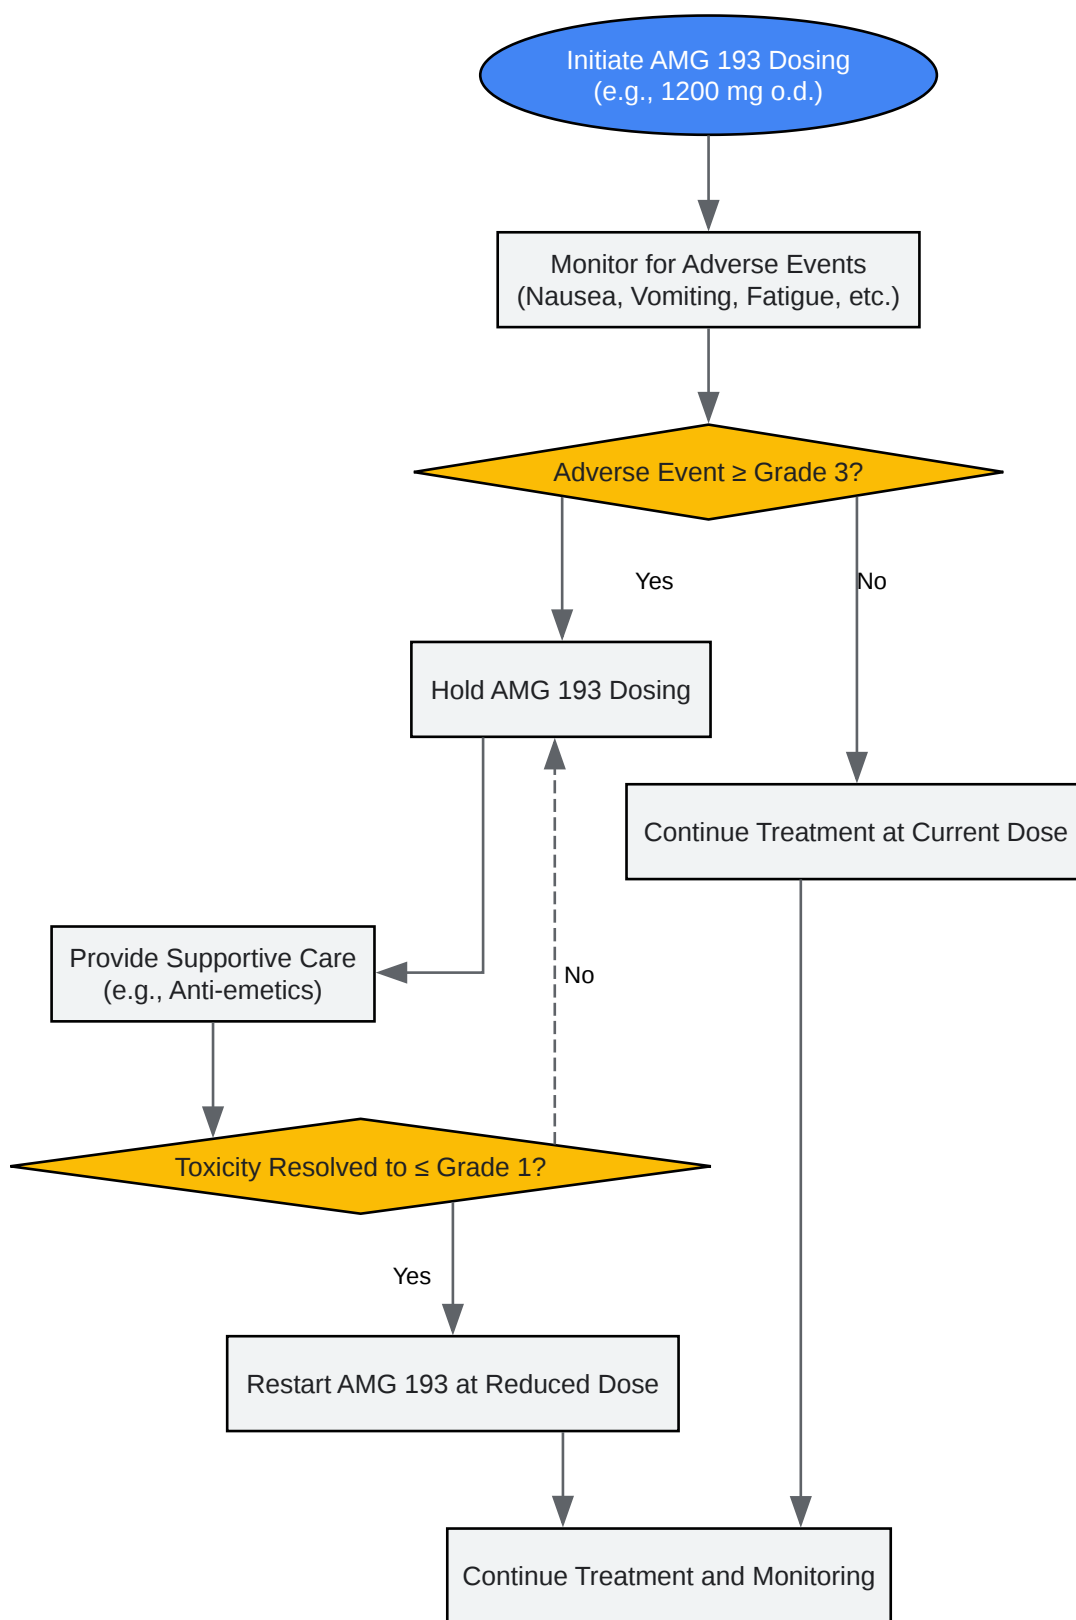 Initiate AMG 193 Dosing
(e.g., 1200 mg o.d.)
Monitor for Adverse Events
(Nausea, Vomiting, Fatigue, etc.)
Adverse Event ≥ Grade 3?
Yes
No
Hold AMG 193 Dosing
Continue Treatment at Current Dose
Provide Supportive Care
(e.g., Anti-emetics)
No
Toxicity Resolved to ≤ Grade 1?
Yes
Restart AMG 193 at Reduced Dose
Continue Treatment and Monitoring